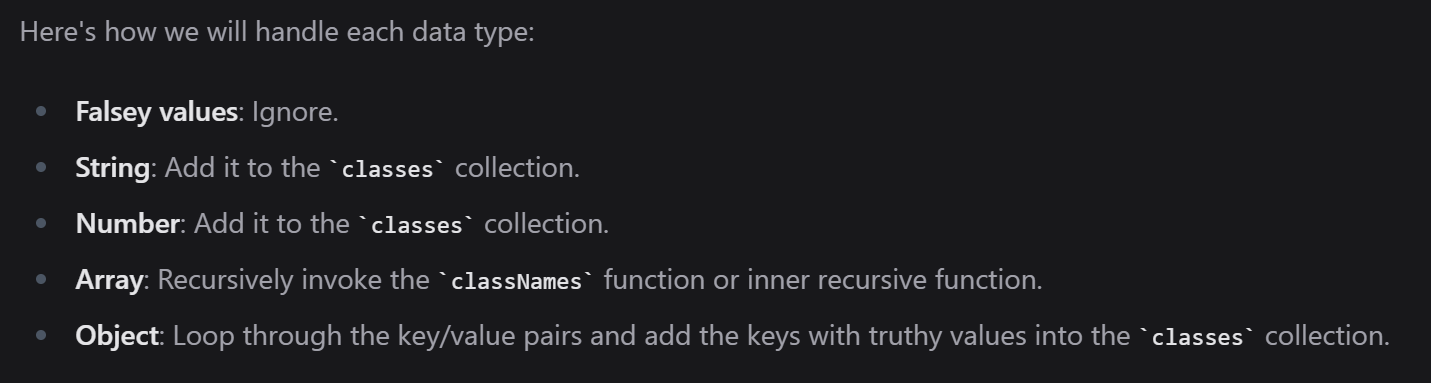 Here's how we will handle each data type:
• Falsey values: Ignore.
• String: Add it to the `classes` collection.
• Number: Add it to the `classes` collection.
• Array: Recursively invoke the `classNames` function or inner recursive function.
• Object: Loop through the key/value pairs and add the keys with truthy values into the `classes` collection.